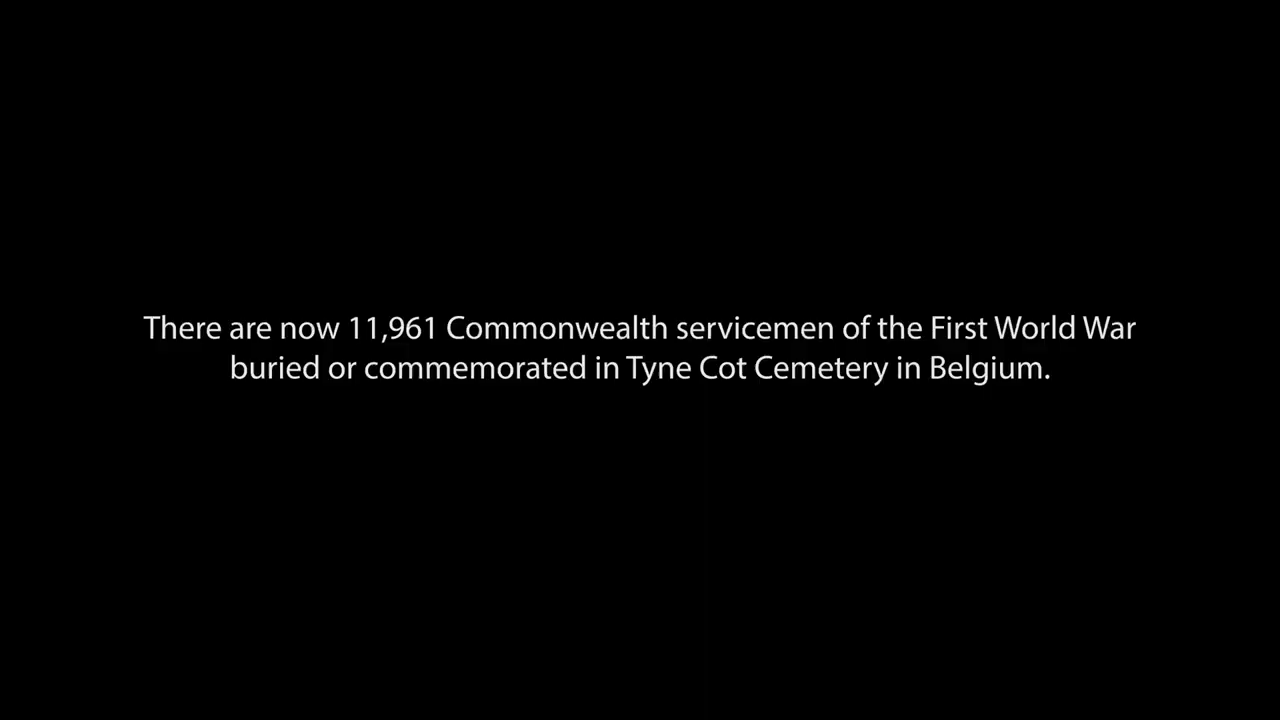 There are now 11,961 Commonwealth servicemen of the First World War
buried or commemorated in Tyne Cot Cemetery in Belgium.